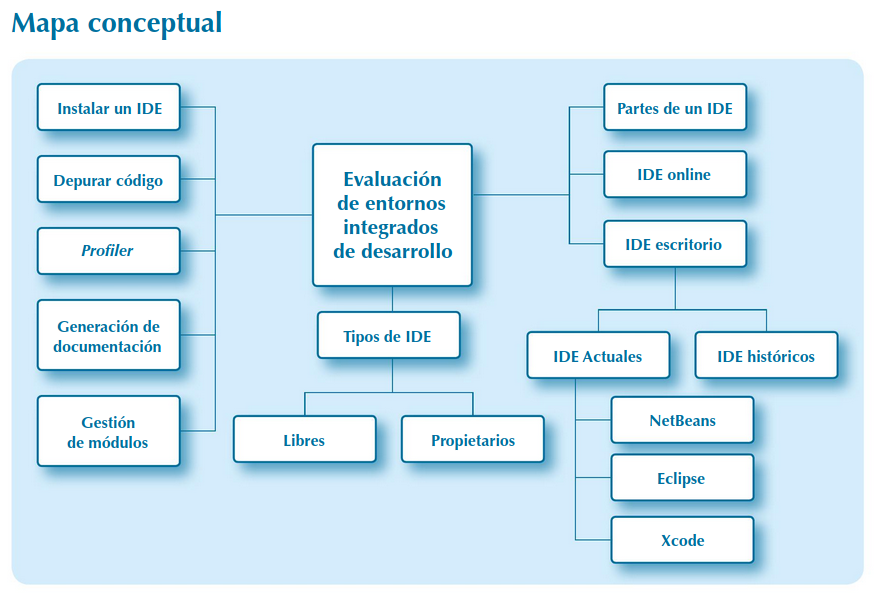 Mapa conceptual
Instalar un IDE
Depurar código
Profiler
Generación de
documentación
Gestión
de módulos
Evaluación
de entornos
integrados
de desarrollo
Tipos de IDE
Libres
Propietarios
Partes de un IDE
IDE online
IDE escritorio
IDE Actuales
IDE históricos
NetBeans
Eclipse
Xcode